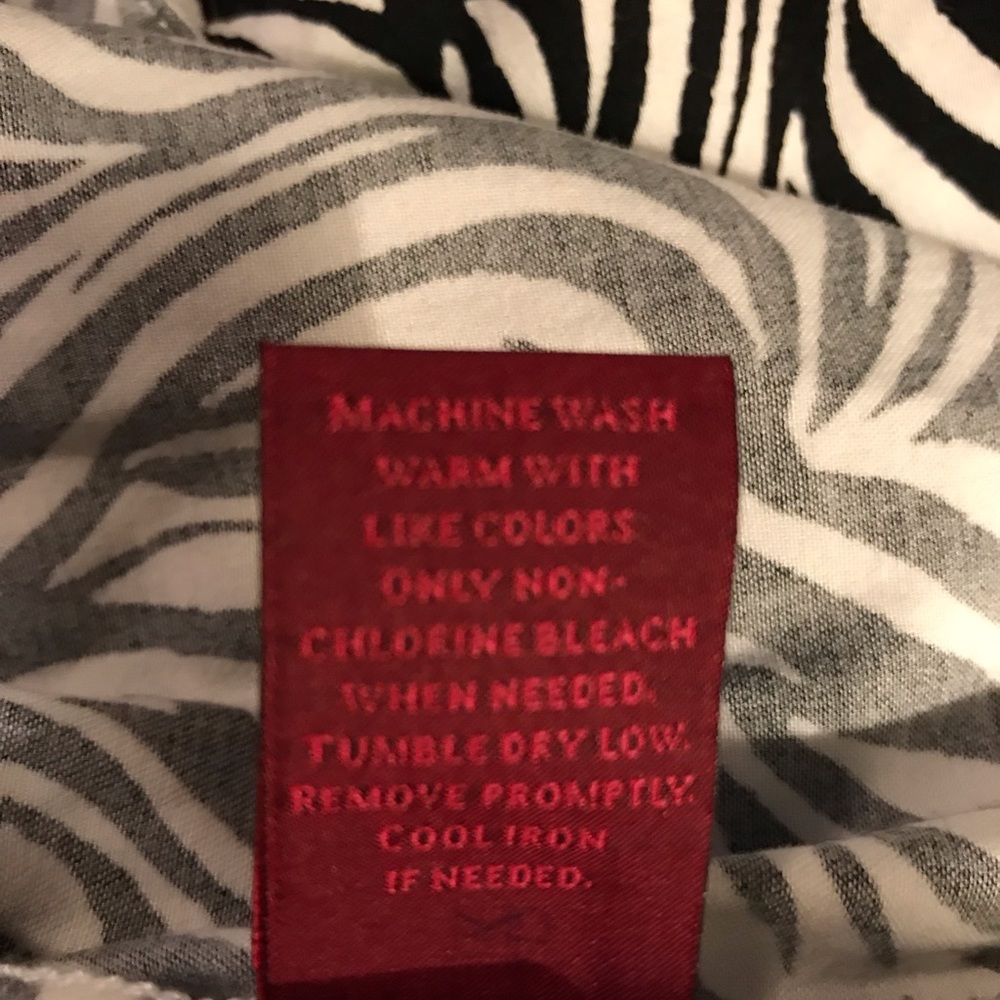 MACHINE WASH
WARM WITH
LIKE COLORS
ONLY NON-
CHLORINE BLEACH
WHEN NEEDED.
TUMBLE DRY LOW.
REMOVE PROMPTLY.
COOL IRON
IF NEEDED.